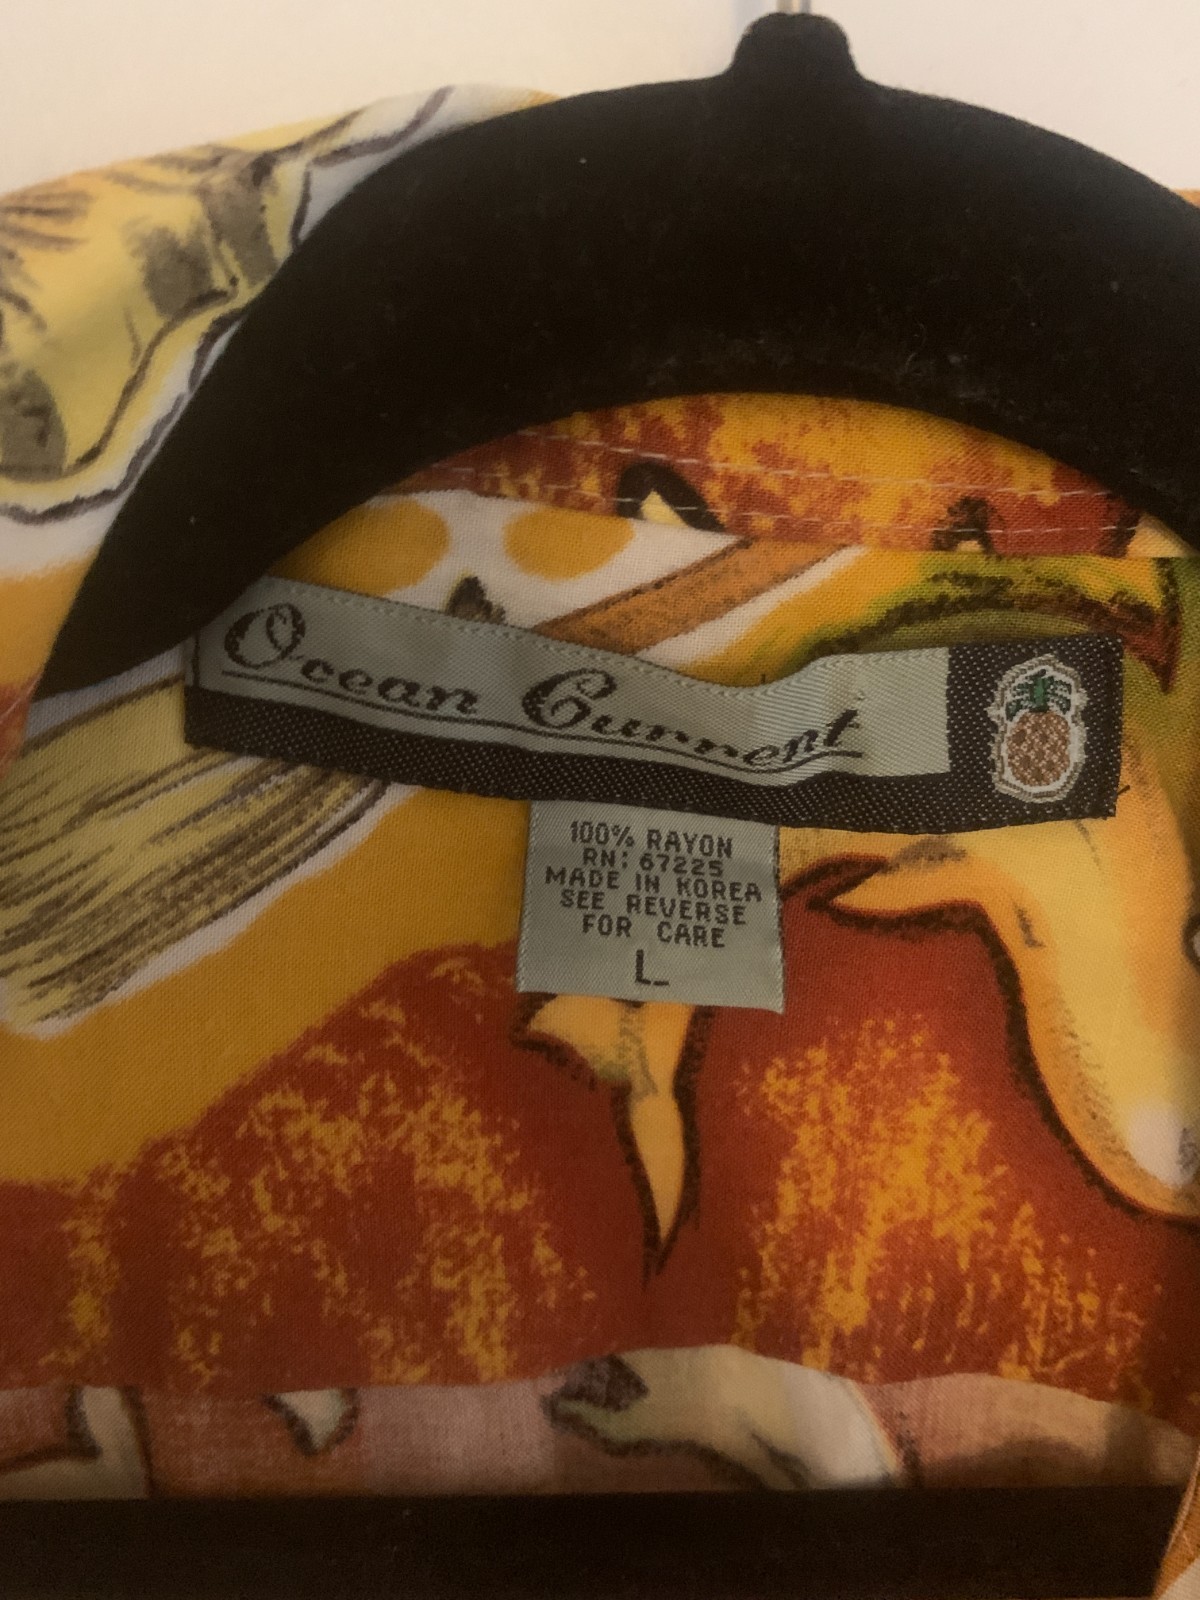 Ocean Current
100% RAYON
RN: 67225
MADE IN KOREA
SEE REVERSE
FOR CARE
L